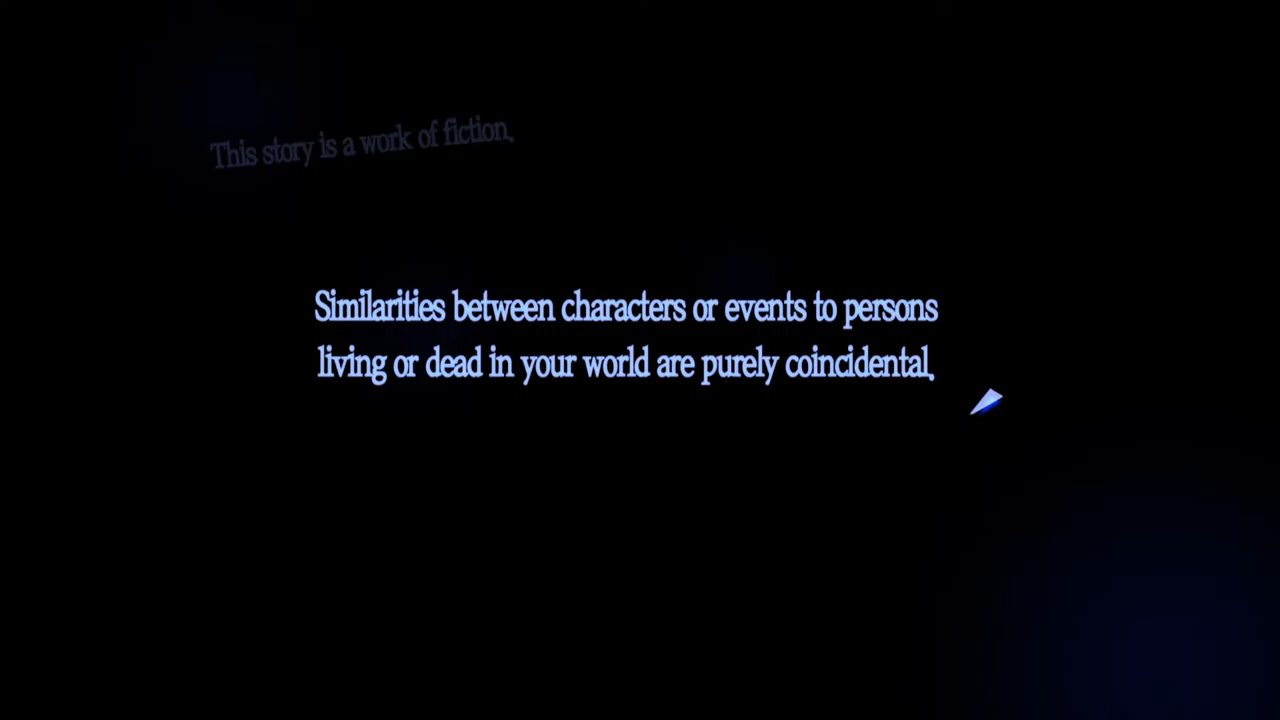 This story is a work of fiction.
Similarities between characters or events to persons
living or dead in your world are purely coincidental.